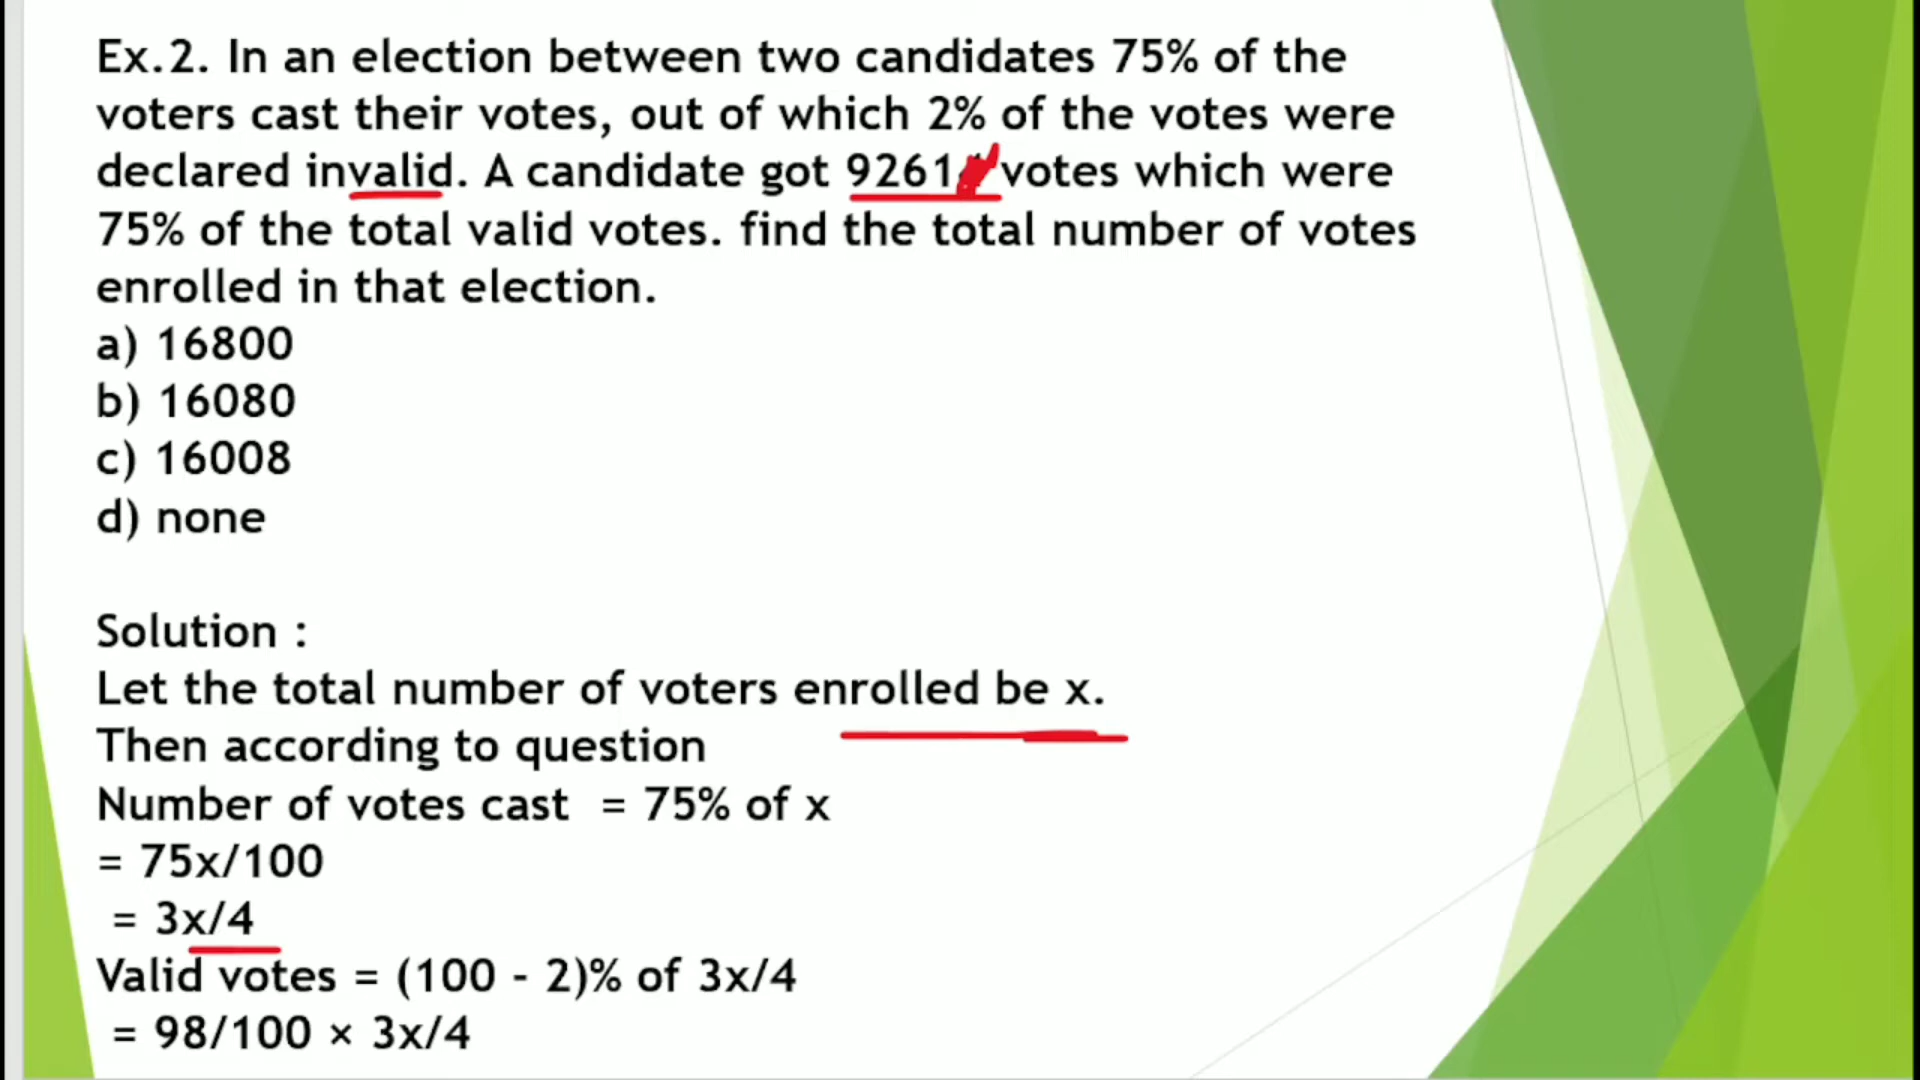 Ex.2. In an election between two candidates 75% of the
voters cast their votes, out of which 2% of the votes were
declared invalid. A candidate got 9261 votes which were
75% of the total valid votes. find the total number of votes
enrolled in that election.
a) 16800
b) 16080
c) 16008
d) none
Solution :
Let the total number of voters enrolled be x.
Then according to question
Number of votes cast = 75% of x
= 75x/100
= 3x/4
Valid votes = (100 - 2)% of 3x/4
= 98/100 × 3x/4